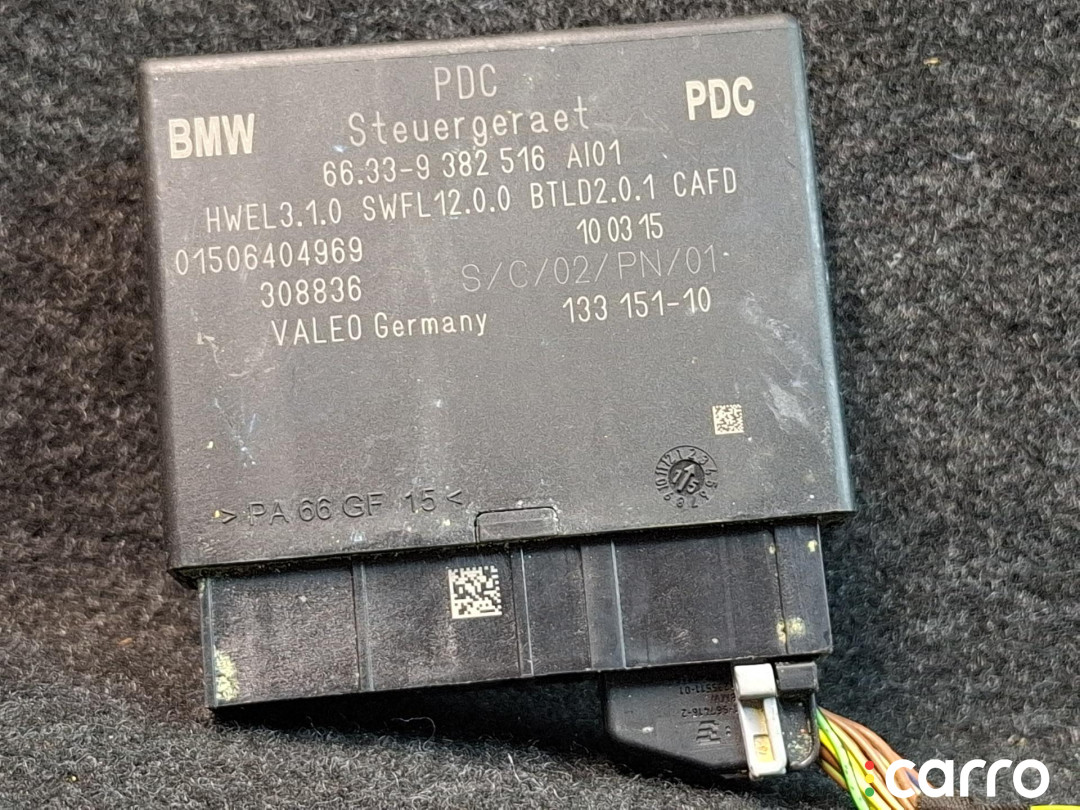 PDC
BMW Steuergeraet PDC
66.33-9 382 516 AI01
HWEL3.1.0 SWFL12.0.0 BTLD2.0.1 CAFD
01506404969 10 03 15
308836 S/C/02/PN/01
VALEO Germany 133 151-10
> PA 66 GF 15 <
carro